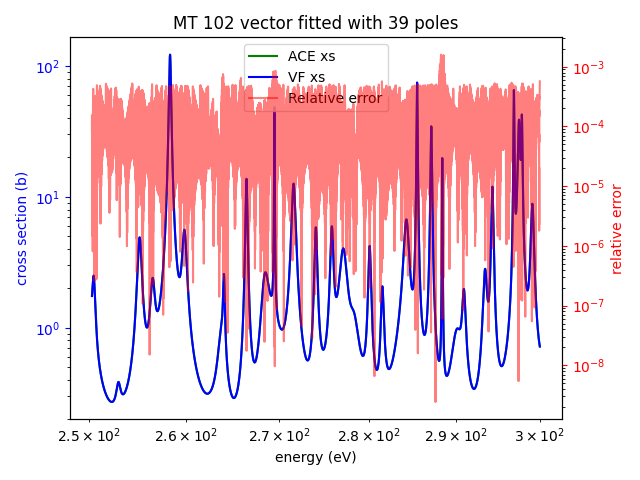 MT 102 vector fitted with 39 poles
ACE xs
VF xs
Relative error
cross section (b)
10²
10¹
10⁰
relative error
10⁻³
10⁻⁴
10⁻⁵
10⁻⁶
10⁻⁷
10⁻⁸
2.5 × 10² 2.6 × 10² 2.7 × 10² 2.8 × 10² 2.9 × 10² 3 × 10²
energy (eV)